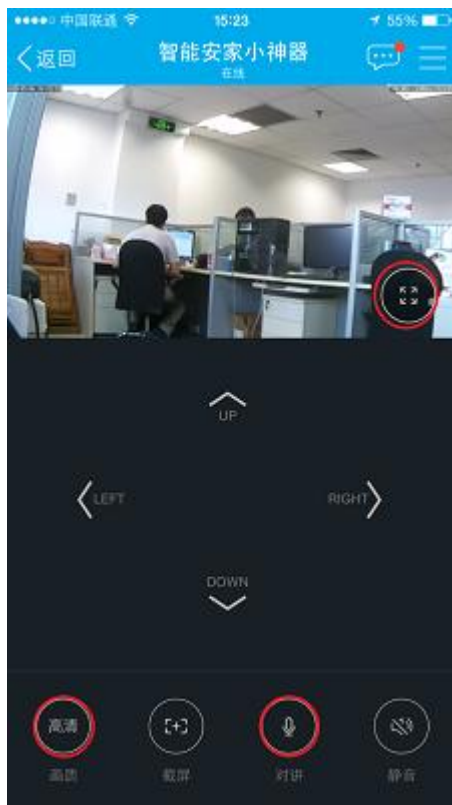 中国联通 15:23 55%
返回 智能安家小神器
在线
UP
LEFT RIGHT
DOWN
高清
画质 截屏 对讲 静音